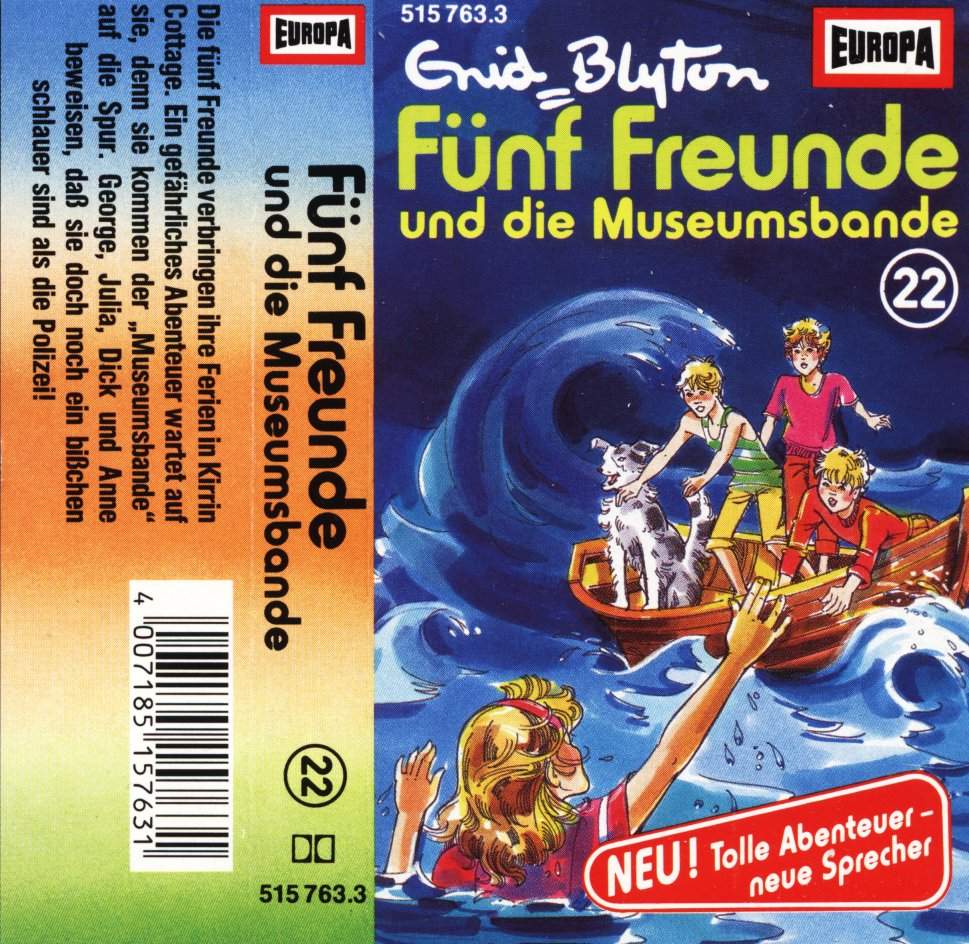 Die fünf Freunde verbringen ihre Ferien in Kirrin
Cottage. Ein gefährliches Abenteuer wartet auf
sie, denn sie kommen der „Museumsbande“
auf die Spur. George, Julia, Dick und Anne
beweisen, daß sie doch noch ein bißchen
schlauer sind als die Polizei!
4 007185 157631
EUROPA
Fünf Freunde
und die Museumsbande
22
515 763.3
515 763.3
EUROPA
Enid Blyton
Fünf Freunde
und die Museumsbande
22
NEU! Tolle Abenteuer –
neue Sprecher